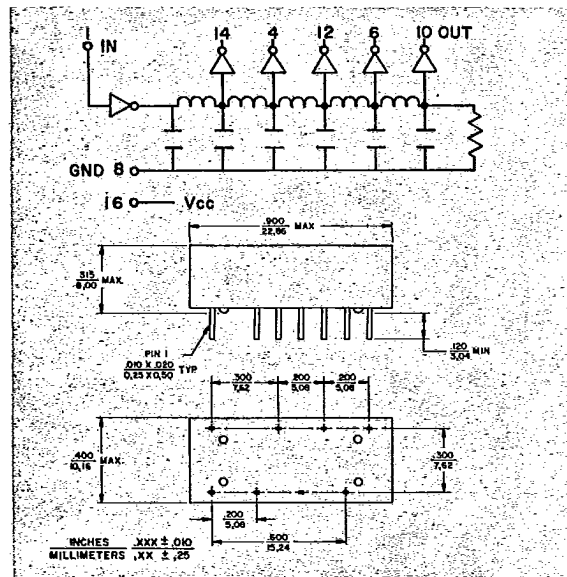 1 14 4 12 6 10 OUT
IN
GND 8
16 Vcc
.900
22,86 MAX
.315
8,00 MAX.
PIN 1
.010 X .020
0,25 X 0,50 TYP
.120
3,04 MIN
.300
7,62
.200
5,08
.200
5,08
.400
10,16 MAX.
.300
7,62
.200
5,08
.600
15,24
INCHES .XXX ± .010
MILLIMETERS .XX ± .25